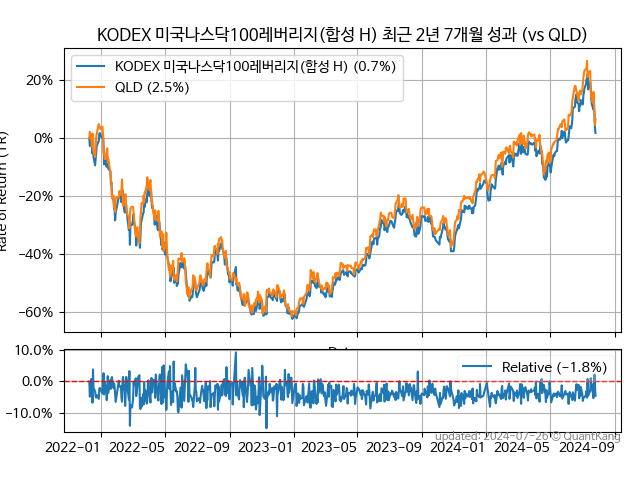 KODEX 미국나스닥100레버리지(합성 H) 최근 2년 7개월 성과 (vs QLD)
KODEX 미국나스닥100레버리지(합성 H) (0.7%)
QLD (2.5%)
20%
0%
−20%
−40%
−60%
Rate of Return (TR)
Relative (−1.8%)
10.0%
0.0%
−10.0%
2022−01 2022−05 2022−09 2023−01 2023−05 2023−09 2024−01 2024−05 2024−09
updated: 2024-07-26 © QuantKang